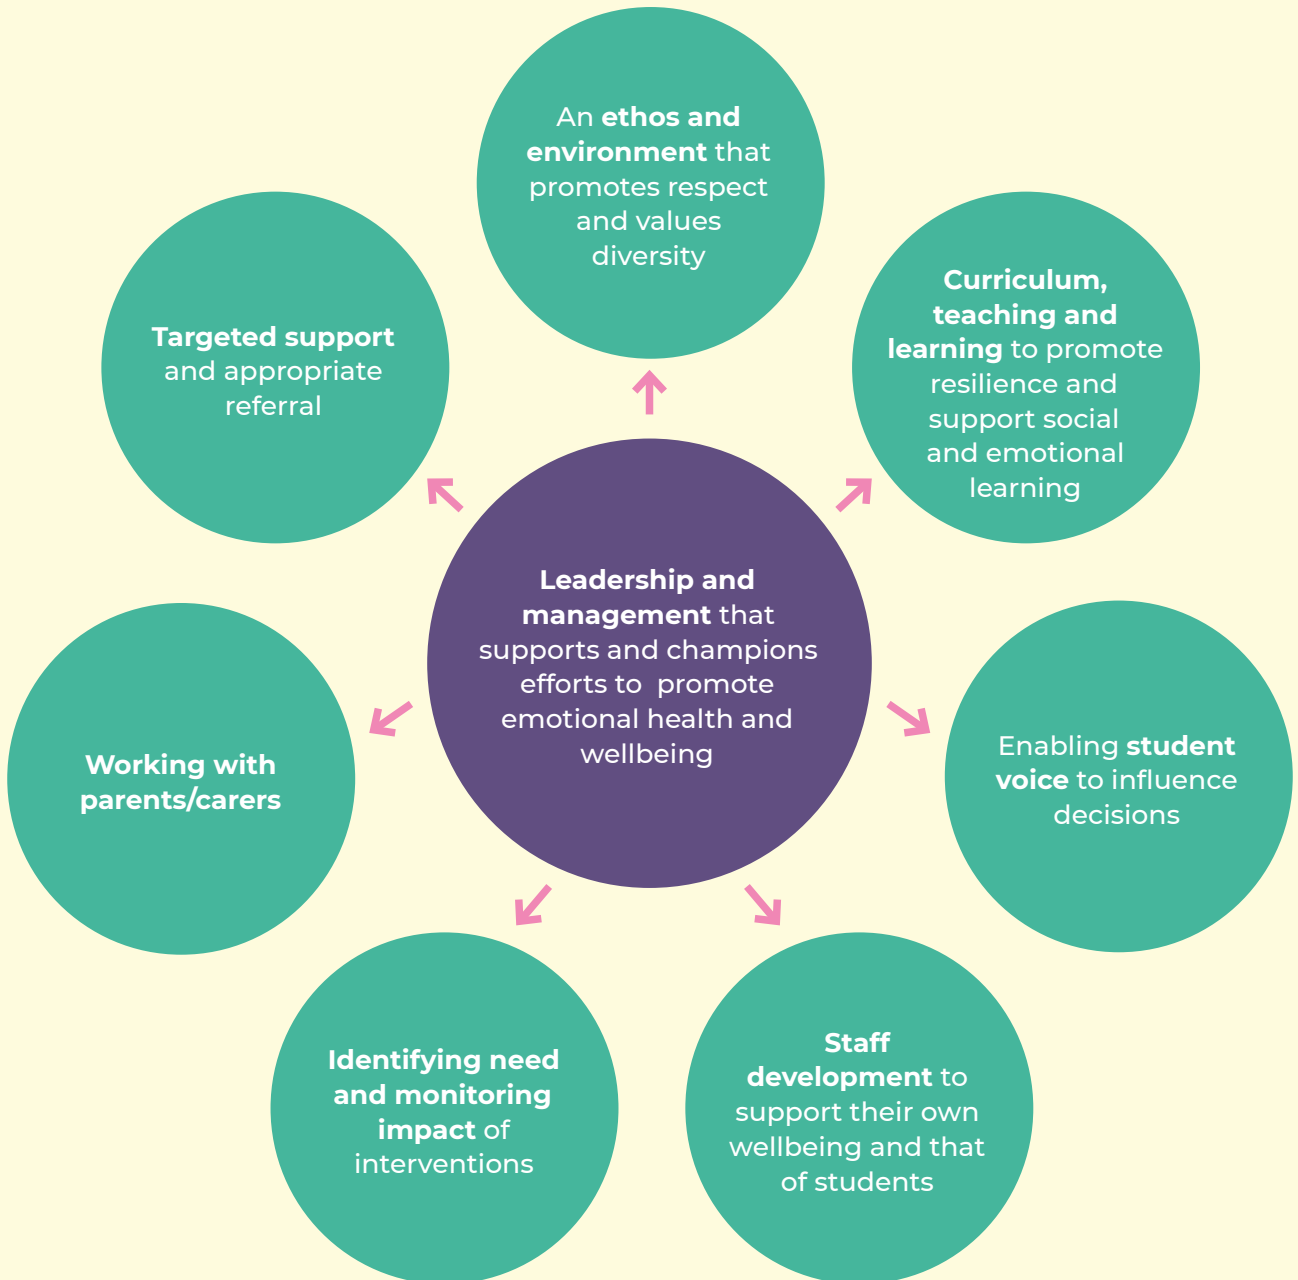 An ethos and
environment that
promotes respect
and values
diversity
Curriculum,
teaching and
learning to promote
resilience and
support social
and emotional
learning
Targeted support
and appropriate
referral
Leadership and
management that
supports and champions
efforts to  promote
emotional health and
wellbeing
Enabling student
voice to influence
decisions
Working with
parents/carers
Staff
development to
support their own
wellbeing and that
of students
Identifying need
and monitoring
impact of
interventions